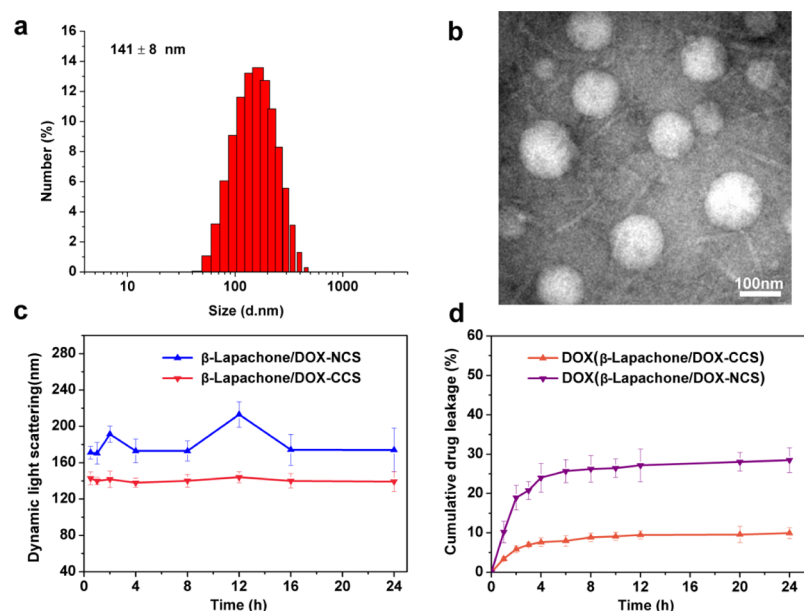 a
141 ± 8 nm
16
14
12
10
8
6
4
2
0
Number (%)
10
100
1000
Size (d.nm)
b
100nm
c
280
240
200
160
120
80
40
Dynamic light scattering(nm)
β-Lapachone/DOX-NCS
β-Lapachone/DOX-CCS
0
4
8
12
16
20
24
Time (h)
d
60
50
40
30
20
10
0
Cumulative drug leakage (%)
DOX(β-Lapachone/DOX-CCS)
DOX(β-Lapachone/DOX-NCS)
0
4
8
12
16
20
24
Time (h)